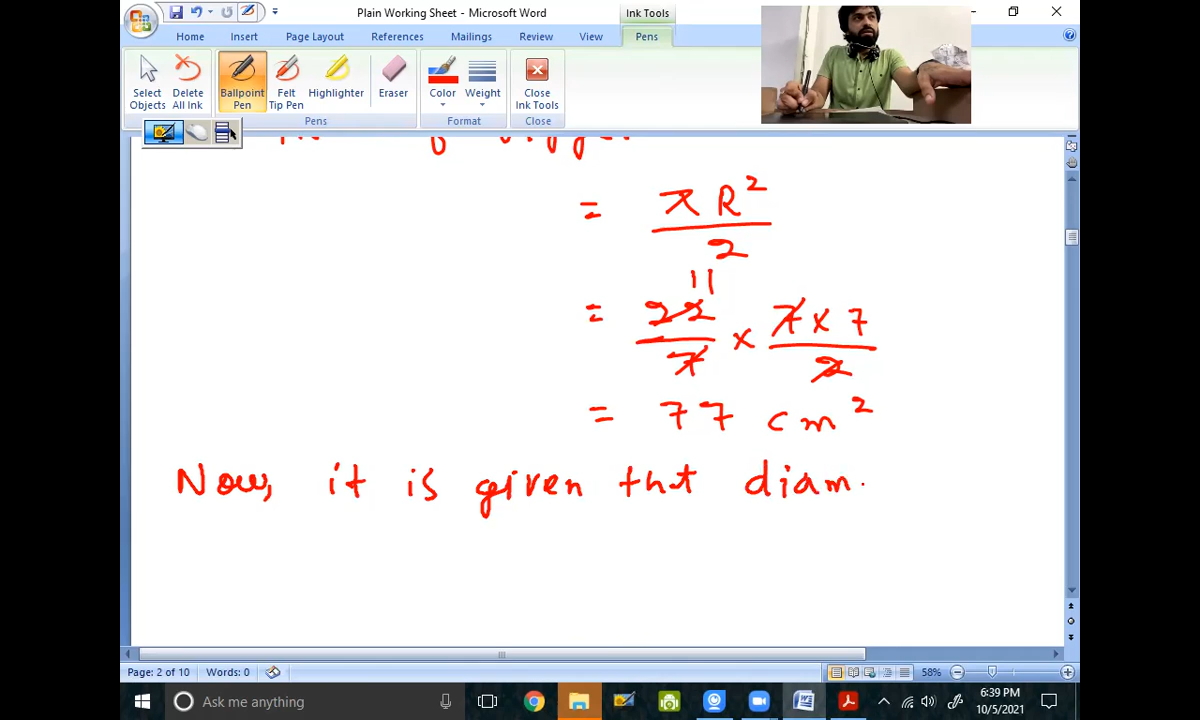 Plain Working Sheet - Microsoft Word
Ink Tools
Home Insert Page Layout References Mailings Review View Pens
Select Objects
Delete All Ink
Ballpoint Pen
Felt Tip Pen
Highlighter
Eraser
Color
Weight
Close Ink Tools
Pens
Format
Close
= πR²
2
11
= 22 × 7 × 7
7 2
= 77 cm²
Now, it is given tht diam.
Page: 2 of 10 Words: 0
58%
Ask me anything
6:39 PM
10/5/2021